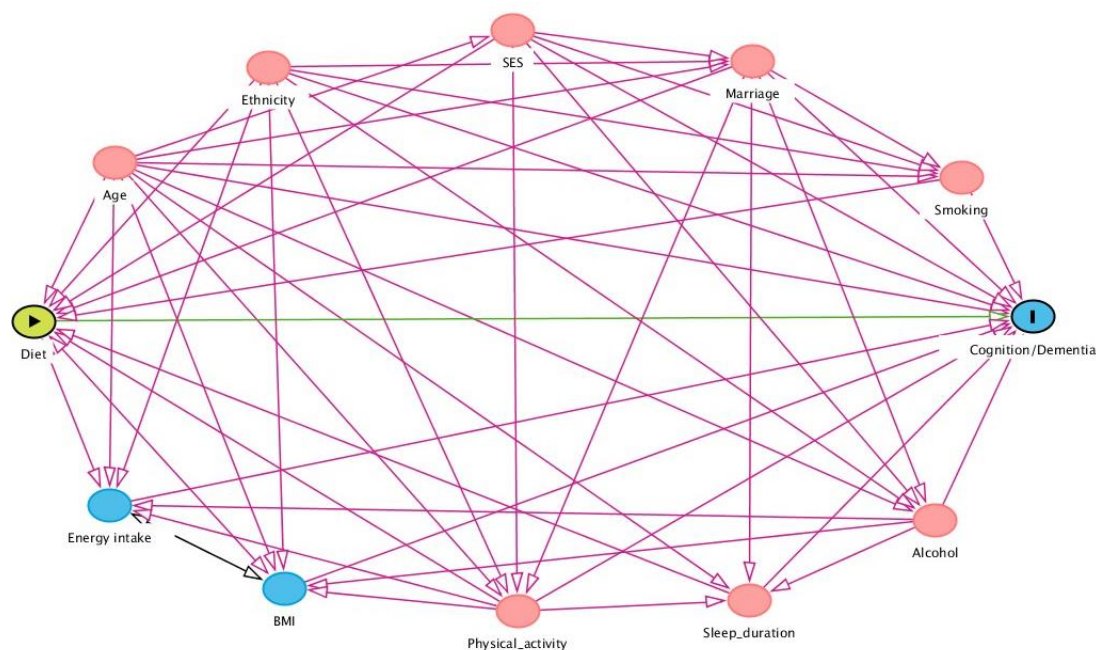 SES
Ethnicity
Marriage
Age
Smoking
Diet
Cognition/Dementia
Energy intake
Alcohol
BMI
Physical_activity
Sleep_duration